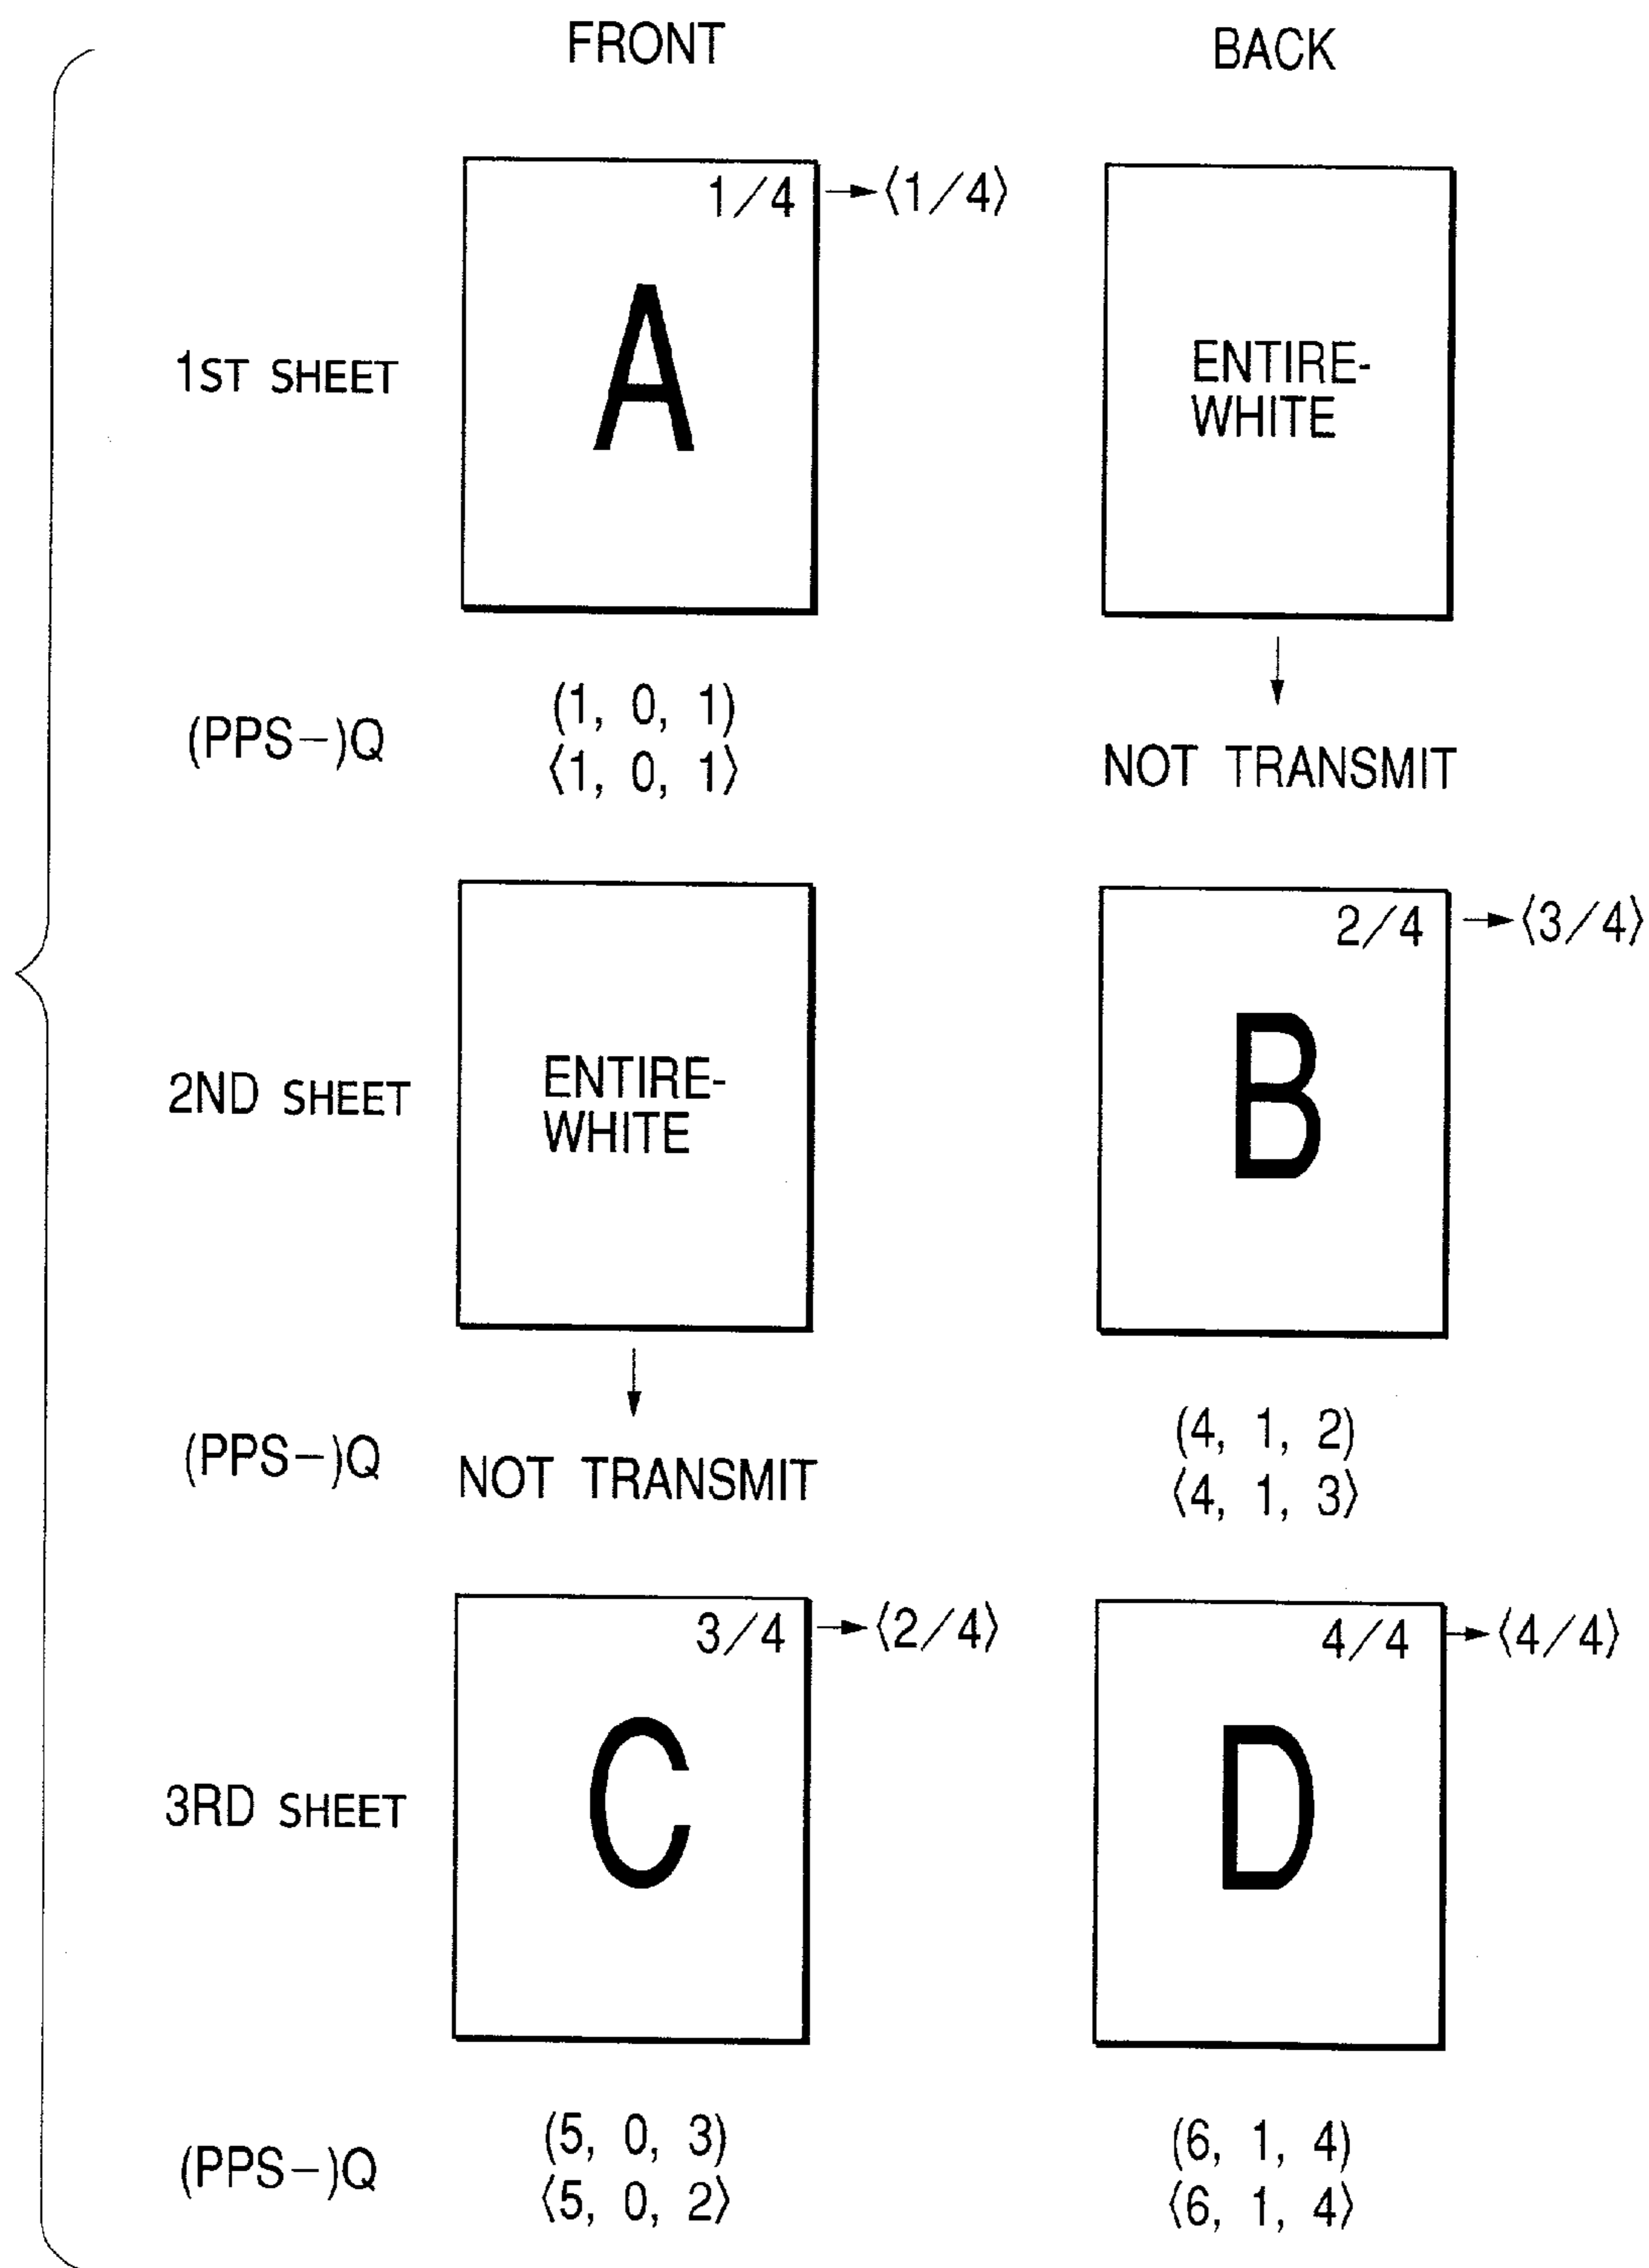 FRONT BACK
1/4 → ⟨1/4⟩
1ST SHEET A ENTIRE-
WHITE
(PPS-)Q (1, 0, 1)
⟨1, 0, 1⟩ NOT TRANSMIT
2/4 → ⟨3/4⟩
2ND SHEET ENTIRE-
WHITE B
(PPS-)Q NOT TRANSMIT (4, 1, 2)
⟨4, 1, 3⟩
3/4 → ⟨2/4⟩ 4/4 → ⟨4/4⟩
3RD SHEET C D
(PPS-)Q (5, 0, 3) (6, 1, 4)
⟨5, 0, 2⟩ ⟨6, 1, 4⟩